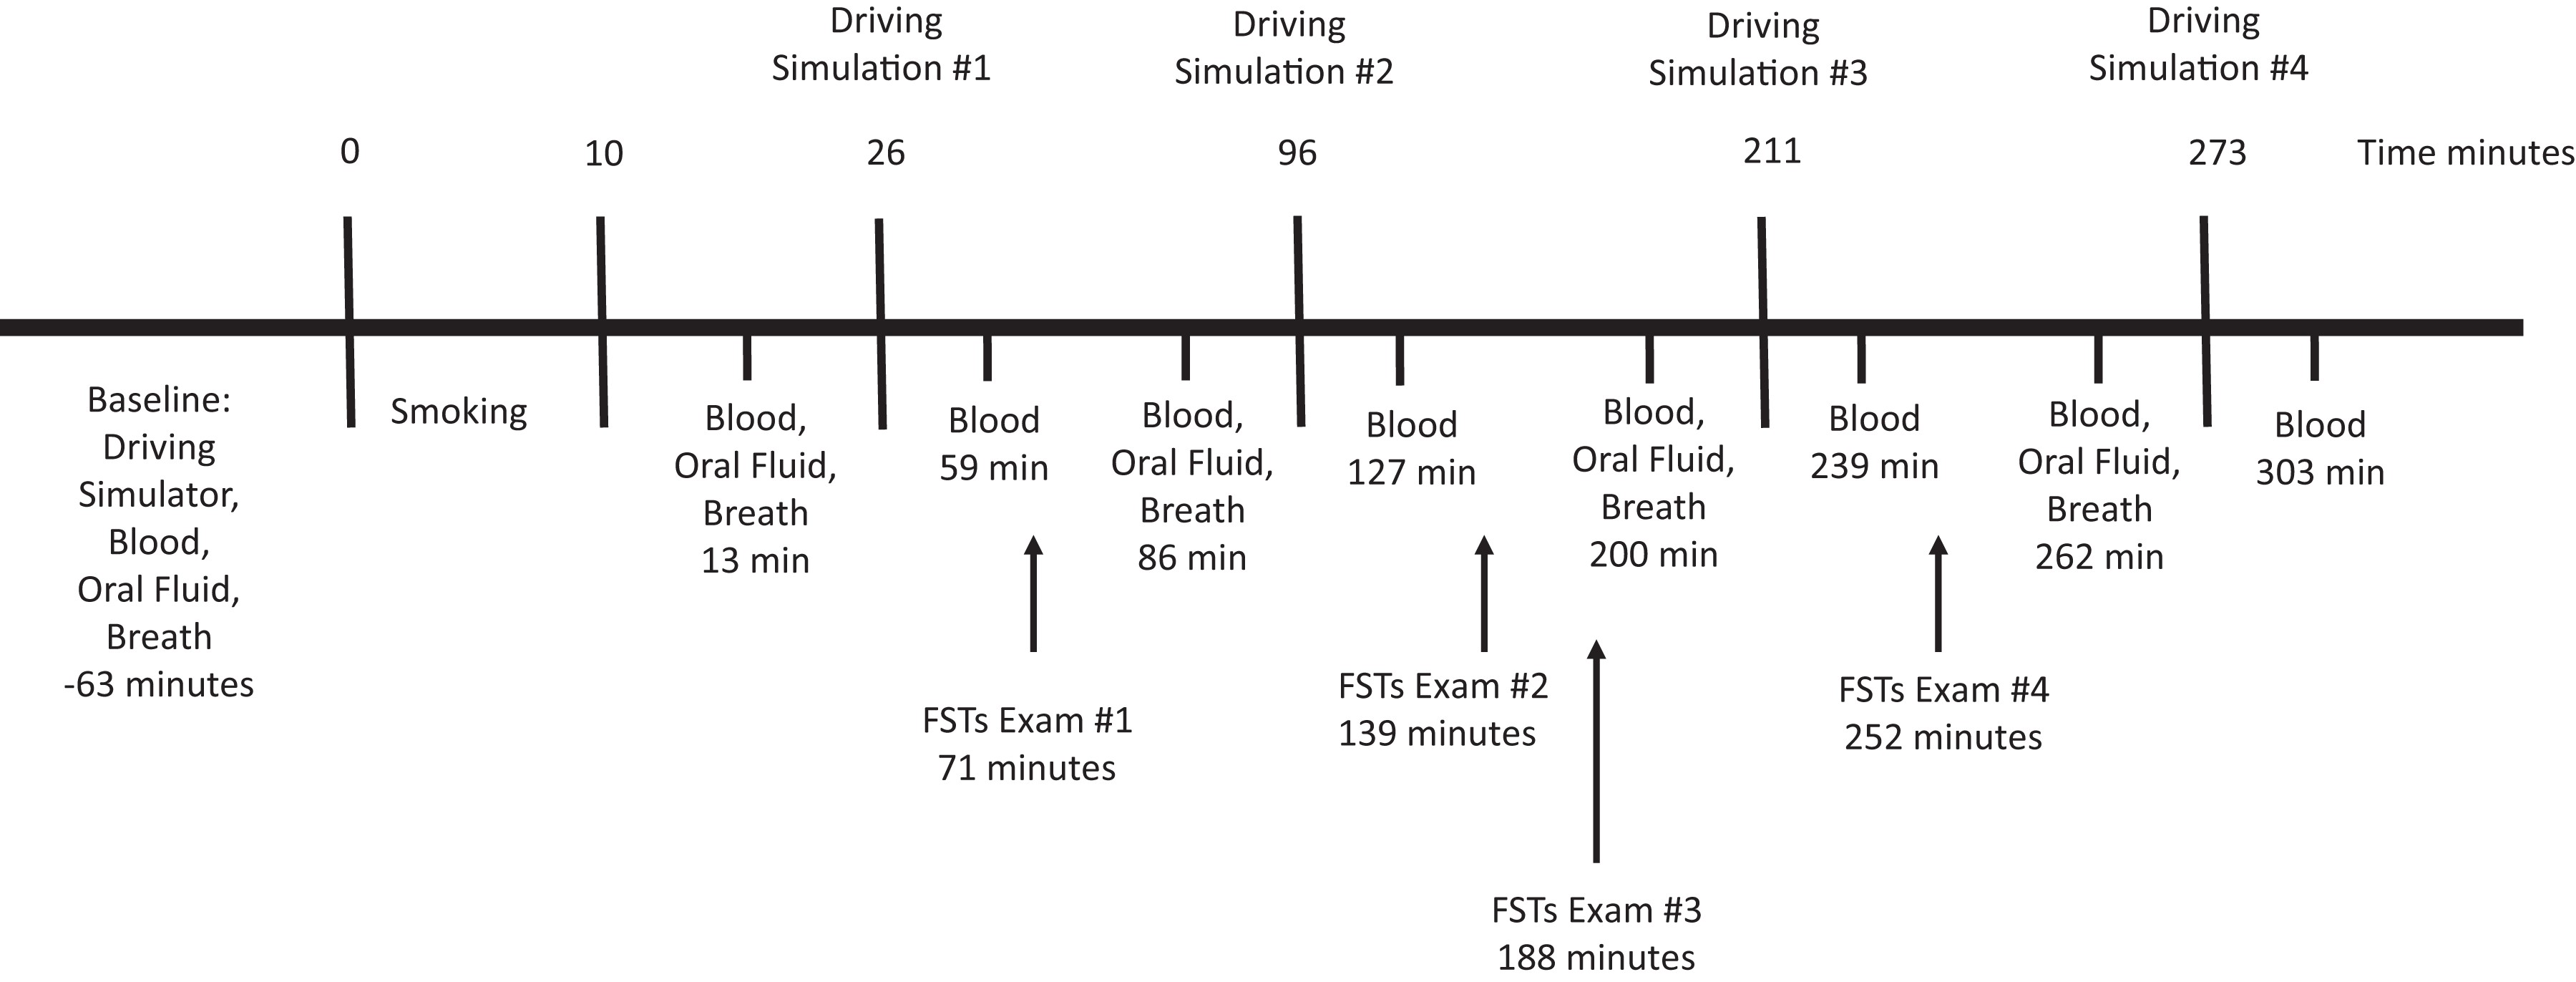 Driving
Simulation #1
Driving
Simulation #2
Driving
Simulation #3
Driving
Simulation #4
0
10
26
96
211
273
Time minutes
Baseline:
Driving
Simulator,
Blood,
Oral Fluid,
Breath
-63 minutes
Smoking
Blood,
Oral Fluid,
Breath
13 min
Blood
59 min
Blood,
Oral Fluid,
Breath
86 min
Blood
127 min
Blood,
Oral Fluid,
Breath
200 min
Blood
239 min
Blood,
Oral Fluid,
Breath
262 min
Blood
303 min
FSTs Exam #1
71 minutes
FSTs Exam #2
139 minutes
FSTs Exam #3
188 minutes
FSTs Exam #4
252 minutes